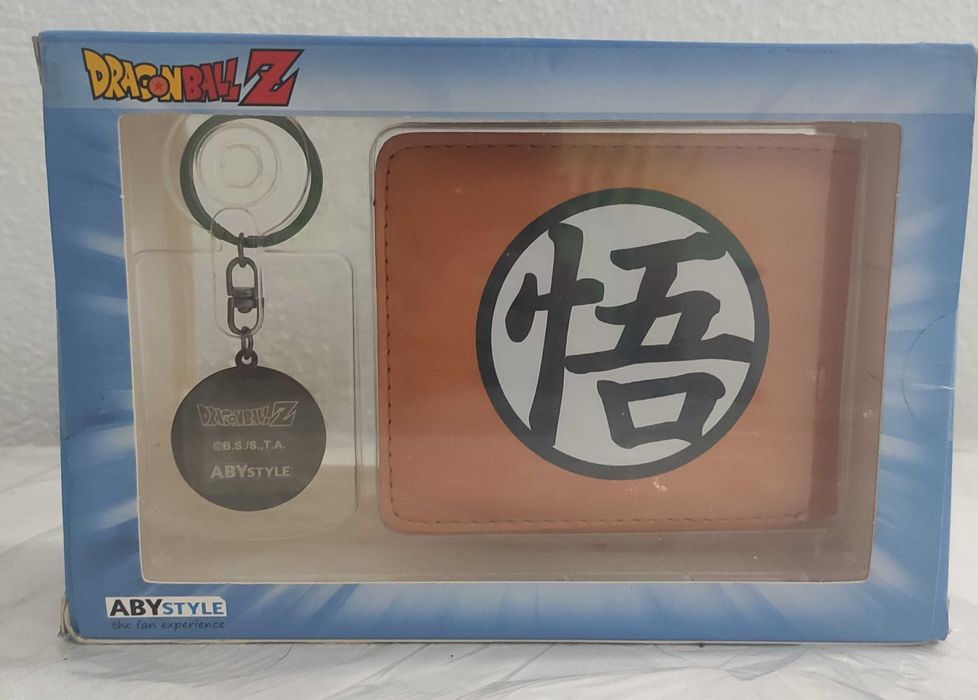 DRAGONBALL Z
悟
DRAGONBALL Z
©B.S./S.,T.A.
ABYSTYLE
ABYSTYLE
the fan experience